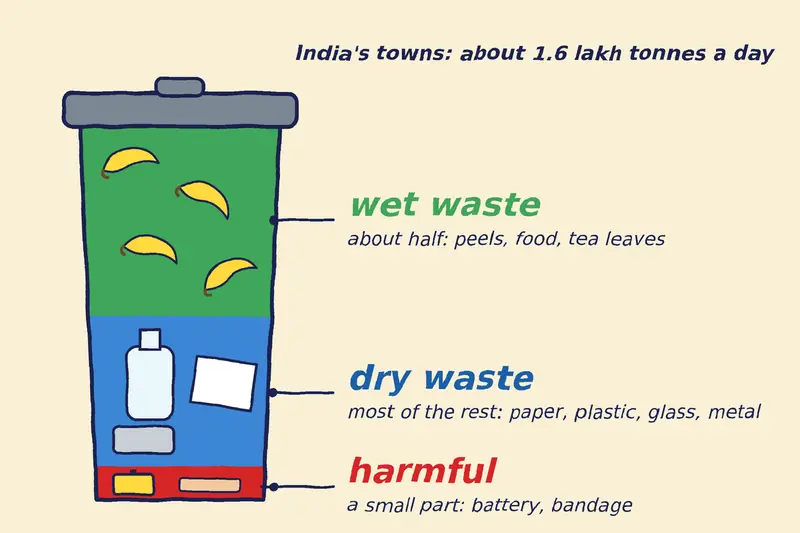 India's towns: about 1.6 lakh tonnes a day
wet waste
about half: peels, food, tea leaves
dry waste
most of the rest: paper, plastic, glass, metal
harmful
a small part: battery, bandage